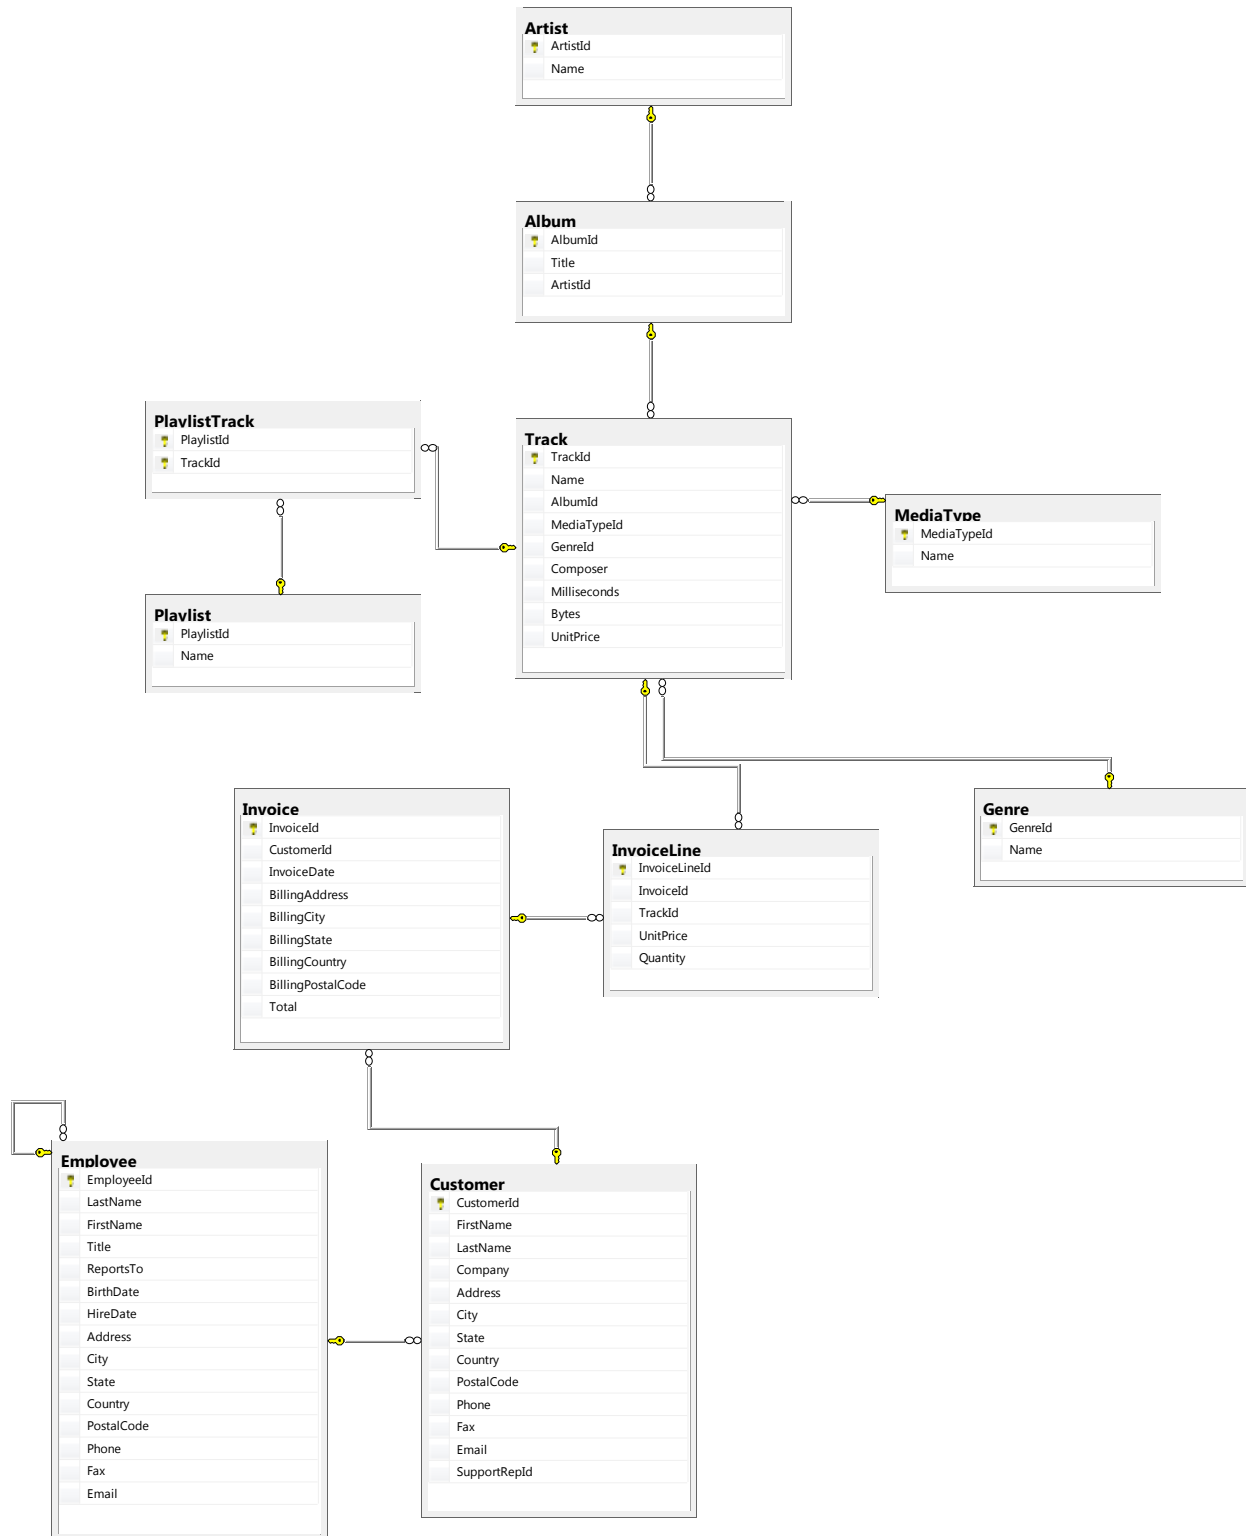 Artist
ArtistId
Name
Album
AlbumId
Title
ArtistId
PlaylistTrack
PlaylistId
TrackId
Track
TrackId
Name
AlbumId
MediaTypeId
GenreId
Composer
Milliseconds
Bytes
UnitPrice
MediaType
MediaTypeId
Name
Playlist
PlaylistId
Name
Invoice
InvoiceId
CustomerId
InvoiceDate
BillingAddress
BillingCity
BillingState
BillingCountry
BillingPostalCode
Total
InvoiceLine
InvoiceLineId
InvoiceId
TrackId
UnitPrice
Quantity
Genre
GenreId
Name
Employee
EmployeeId
LastName
FirstName
Title
ReportsTo
BirthDate
HireDate
Address
City
State
Country
PostalCode
Phone
Fax
Email
Customer
CustomerId
FirstName
LastName
Company
Address
City
State
Country
PostalCode
Phone
Fax
Email
SupportRepId